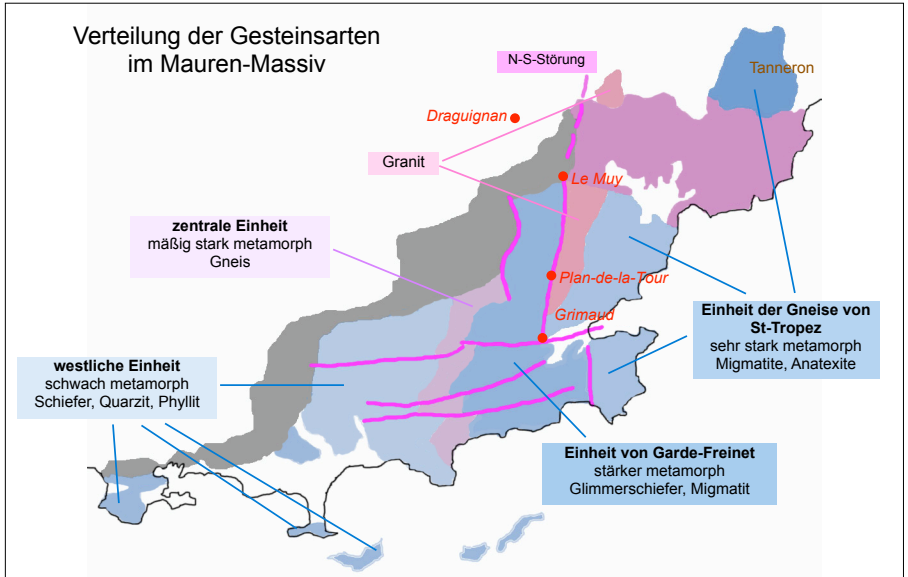 Verteilung der Gesteinsarten
im Mauren-Massiv
N-S-Störung
Tanneron
Draguignan
Granit
Le Muy
zentrale Einheit
mäßig stark metamorph
Gneis
Plan-de-la-Tour
Grimaud
Einheit der Gneise von
St-Tropez
sehr stark metamorph
Migmatite, Anatexite
westliche Einheit
schwach metamorph
Schiefer, Quarzit, Phyllit
Einheit von Garde-Freinet
stärker metamorph
Glimmerschiefer, Migmatit